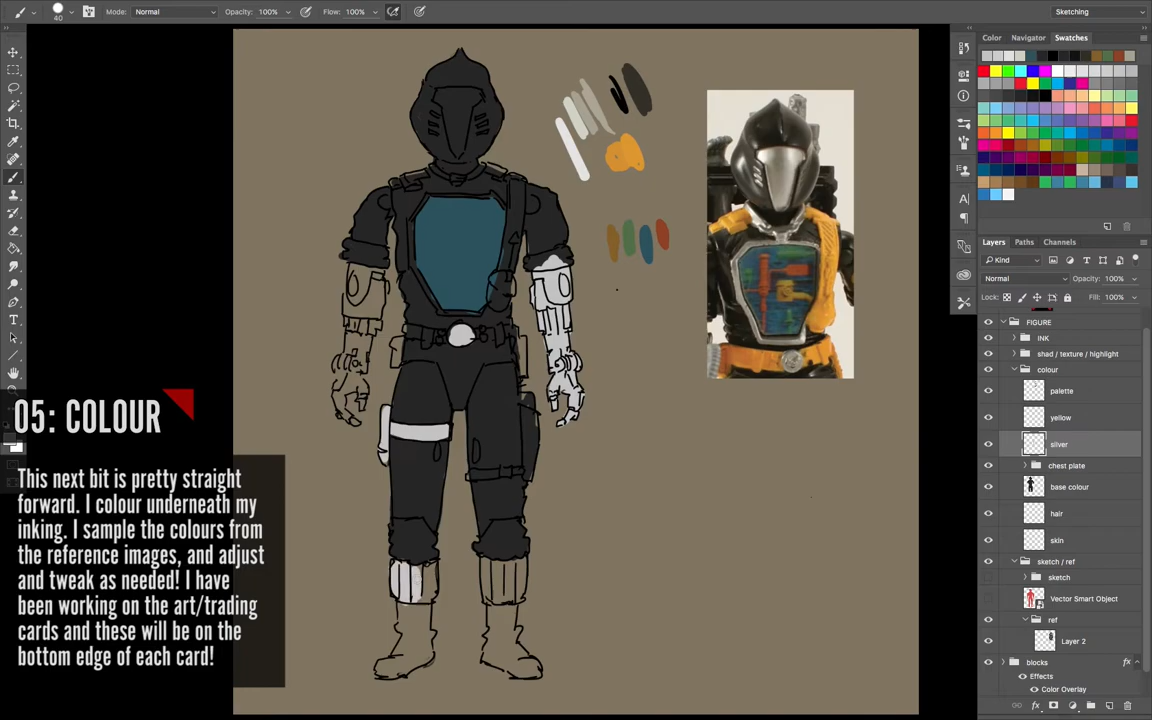 40
Mode: Normal
Opacity: 100%
Flow: 100%
Sketching
Color Navigator Swatches
Layers Paths Channels
Kind
Normal
Opacity: 100%
Lock:
Fill: 100%
FIGURE
INK
shad / texture / highlight
colour
palette
yellow
silver
chest plate
base colour
hair
skin
sketch / ref
sketch
Vector Smart Object
ref
Layer 2
blocks
fx
Effects
Color Overlay
fx
05: COLOUR
This next bit is pretty straight
forward. I colour underneath my
inking. I sample the colours from
the reference images, and adjust
and tweak as needed! I have
been working on the art/trading
cards and these will be on the
bottom edge of each card!